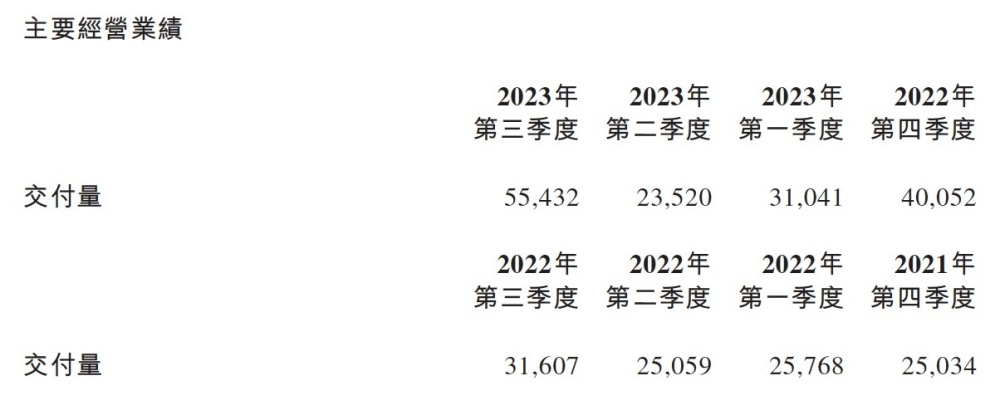 主要經營業績
2023年 2023年 2023年 2022年
第三季度 第二季度 第一季度 第四季度
交付量 55,432 23,520 31,041 40,052
2022年 2022年 2022年 2021年
第三季度 第二季度 第一季度 第四季度
交付量 31,607 25,059 25,768 25,034